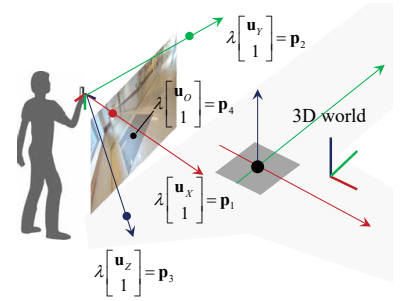 λ[u_Y 1] = p_2
λ[u_O 1] = p_4
3D world
λ[u_X 1] = p_1
λ[u_Z 1] = p_3